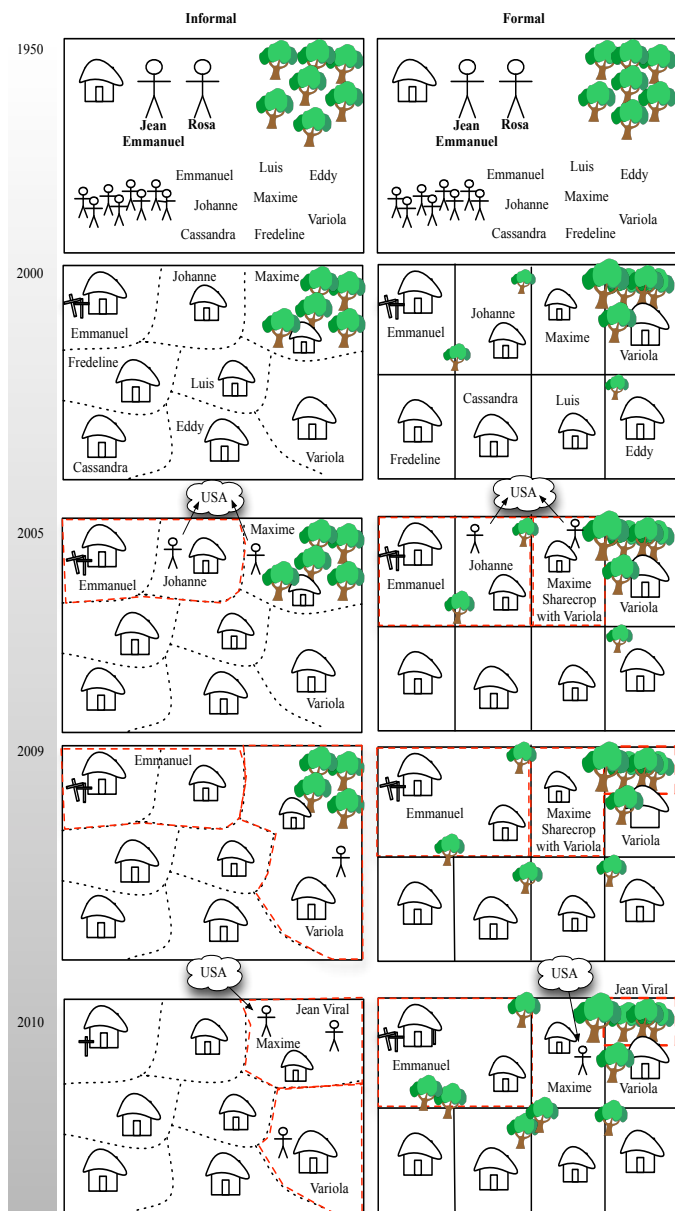 Informal
Formal
1950
Jean
Emmanuel
Rosa
Emmanuel
Luis
Eddy
Johanne
Maxime
Variola
Cassandra
Fredeline
Jean
Emmanuel
Rosa
Emmanuel
Luis
Eddy
Johanne
Maxime
Variola
Cassandra
Fredeline
2000
Johanne
Maxime
Emmanuel
Fredeline
Luis
Eddy
Cassandra
Variola
Emmanuel
Johanne
Maxime
Variola
Cassandra
Luis
Fredeline
Eddy
2005
USA
Maxime
Emmanuel
Johanne
Variola
USA
Johanne
Emmanuel
Maxime
Sharecrop
with Variola
Variola
2009
Emmanuel
Variola
Emmanuel
Maxime
Sharecrop
with Variola
Variola
2010
USA
Jean Viral
Maxime
Variola
USA
Jean Viral
Emmanuel
Maxime
Variola